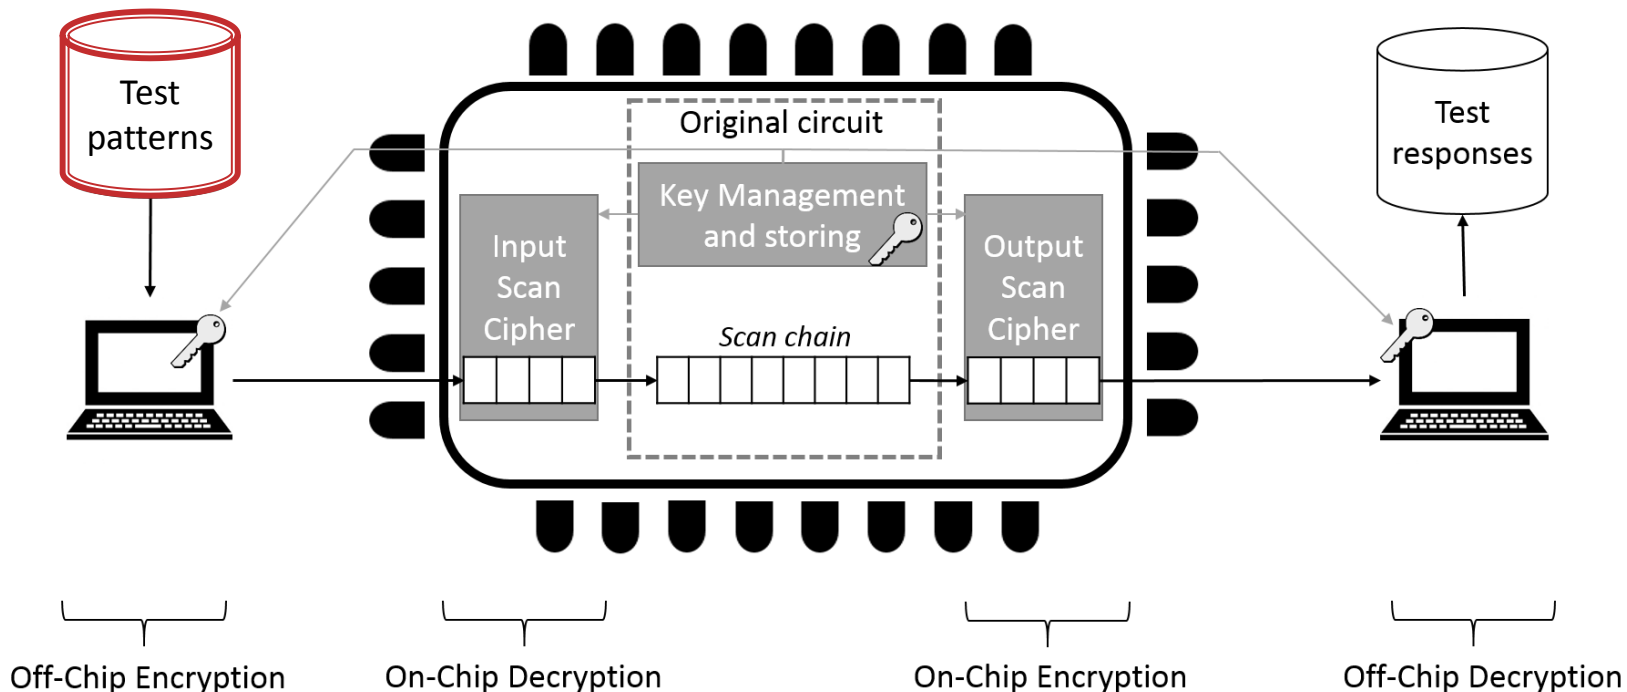 Test
patterns
Original circuit
Test
responses
Key Management
and storing
Input
Scan
Cipher
Output
Scan
Cipher
Scan chain
Off-Chip Encryption
On-Chip Decryption
On-Chip Encryption
Off-Chip Decryption